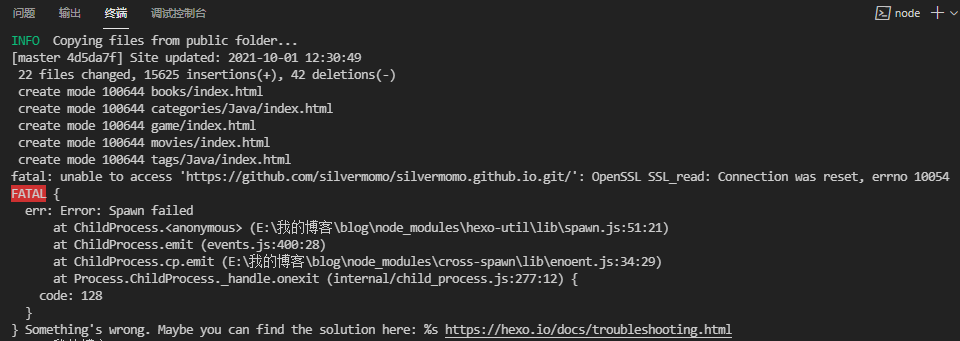 问题 输出 终端 调试控制台 node
INFO  Copying files from public folder...
[master 4d5da7f] Site updated: 2021-10-01 12:30:49
 22 files changed, 15625 insertions(+), 42 deletions(-)
 create mode 100644 books/index.html
 create mode 100644 categories/Java/index.html
 create mode 100644 game/index.html
 create mode 100644 movies/index.html
 create mode 100644 tags/Java/index.html
fatal: unable to access 'https://github.com/silvermomo/silvermomo.github.io.git/': OpenSSL SSL_read: Connection was reset, errno 10054
FATAL {
  err: Error: Spawn failed
      at ChildProcess.<anonymous> (E:\我的博客\blog\node_modules\hexo-util\lib\spawn.js:51:21)
      at ChildProcess.emit (events.js:400:28)
      at ChildProcess.cp.emit (E:\我的博客\blog\node_modules\cross-spawn\lib\enoent.js:34:29)
      at Process.ChildProcess._handle.onexit (internal/child_process.js:277:12) {
    code: 128
  }
} Something's wrong. Maybe you can find the solution here: %s https://hexo.io/docs/troubleshooting.html